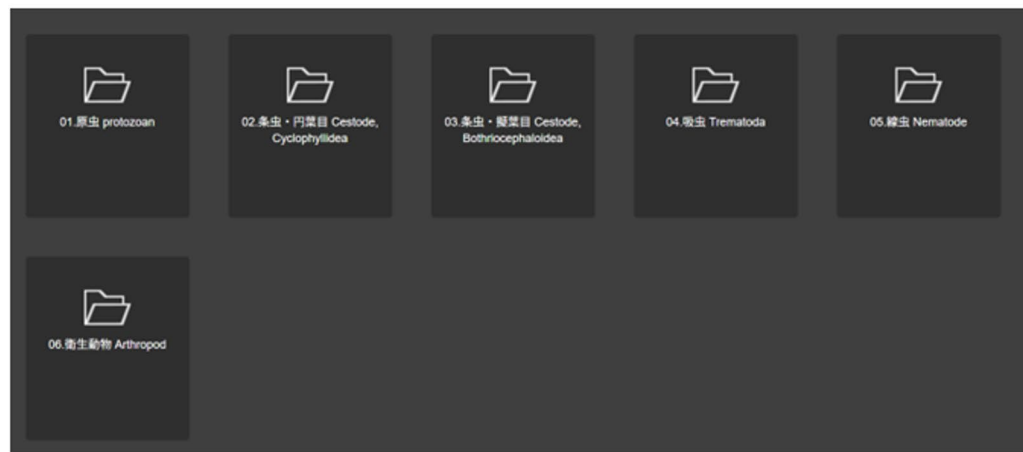 01.原虫 protozoan
02.条虫・円葉目 Cestode,
Cyclophyllidea
03.条虫・擬葉目 Cestode,
Bothriocephaloidea
04.吸虫 Trematoda
05.線虫 Nematode
06.衛生動物 Arthropod